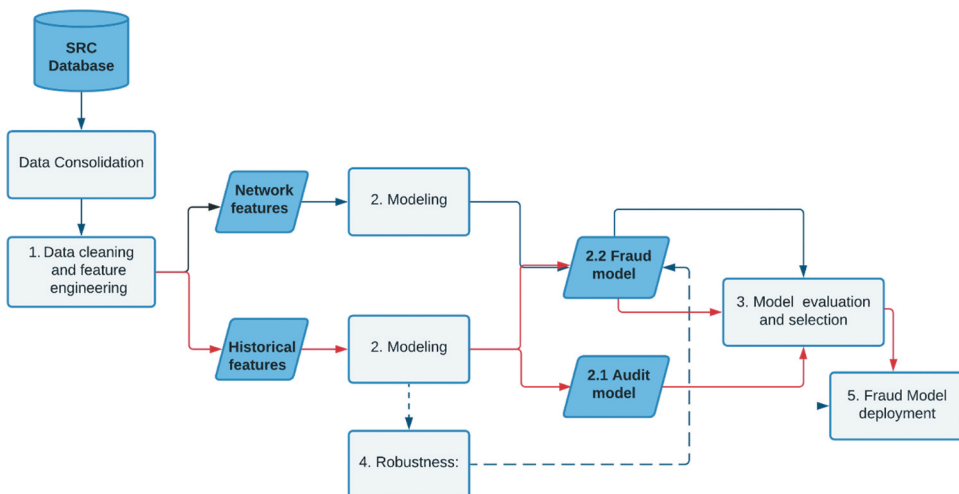 SRC
Database
Data Consolidation
1. Data cleaning
and feature
engineering
Network
features
2. Modeling
Historical
features
2. Modeling
4. Robustness:
2.2 Fraud
model
2.1 Audit
model
3. Model evaluation
and selection
5. Fraud Model
deployment